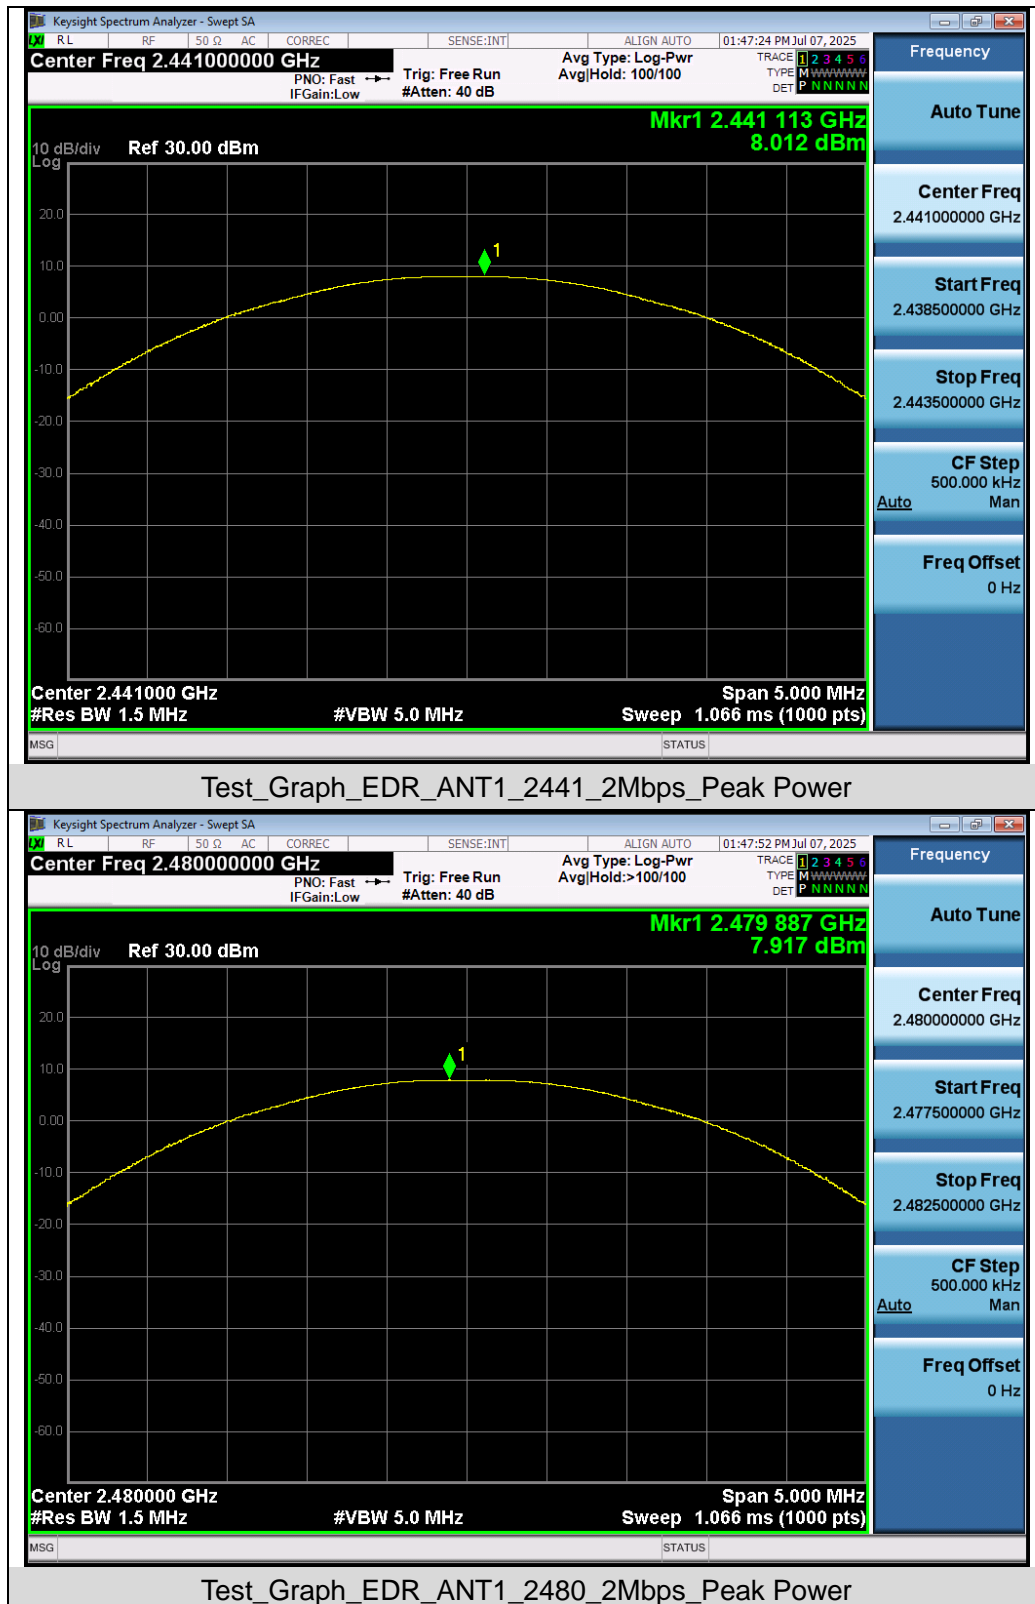 Keysight Spectrum Analyzer - Swept SA
LXI RL RF 50 Ω AC CORREC SENSE:INT ALIGN AUTO 01:47:24 PM Jul 07, 2025
Center Freq 2.441000000 GHz
PNO: Fast
IFGain:Low
Trig: Free Run
#Atten: 40 dB
Avg Type: Log-Pwr
Avg|Hold: 100/100
TRACE 1 2 3 4 5 6
TYPE M WWWWW
DET P N N N N N
Mkr1 2.441 113 GHz
8.012 dBm
10 dB/div Ref 30.00 dBm
Log
20.0
1
10.0
0.00
-10.0
-20.0
-30.0
-40.0
-50.0
-60.0
Center 2.441000 GHz Span 5.000 MHz
#Res BW 1.5 MHz #VBW 5.0 MHz Sweep 1.066 ms (1000 pts)
MSG STATUS
Frequency
Auto Tune
Center Freq
2.441000000 GHz
Start Freq
2.438500000 GHz
Stop Freq
2.443500000 GHz
CF Step
500.000 kHz
Auto Man
Freq Offset
0 Hz
Test_Graph_EDR_ANT1_2441_2Mbps_Peak Power
Keysight Spectrum Analyzer - Swept SA
LXI RL RF 50 Ω AC CORREC SENSE:INT ALIGN AUTO 01:47:52 PM Jul 07, 2025
Center Freq 2.480000000 GHz
PNO: Fast
IFGain:Low
Trig: Free Run
#Atten: 40 dB
Avg Type: Log-Pwr
Avg|Hold:>100/100
TRACE 1 2 3 4 5 6
TYPE M WWWWW
DET P N N N N N
Mkr1 2.479 887 GHz
7.917 dBm
10 dB/div Ref 30.00 dBm
Log
20.0
1
10.0
0.00
-10.0
-20.0
-30.0
-40.0
-50.0
-60.0
Center 2.480000 GHz Span 5.000 MHz
#Res BW 1.5 MHz #VBW 5.0 MHz Sweep 1.066 ms (1000 pts)
MSG STATUS
Frequency
Auto Tune
Center Freq
2.480000000 GHz
Start Freq
2.477500000 GHz
Stop Freq
2.482500000 GHz
CF Step
500.000 kHz
Auto Man
Freq Offset
0 Hz
Test_Graph_EDR_ANT1_2480_2Mbps_Peak Power